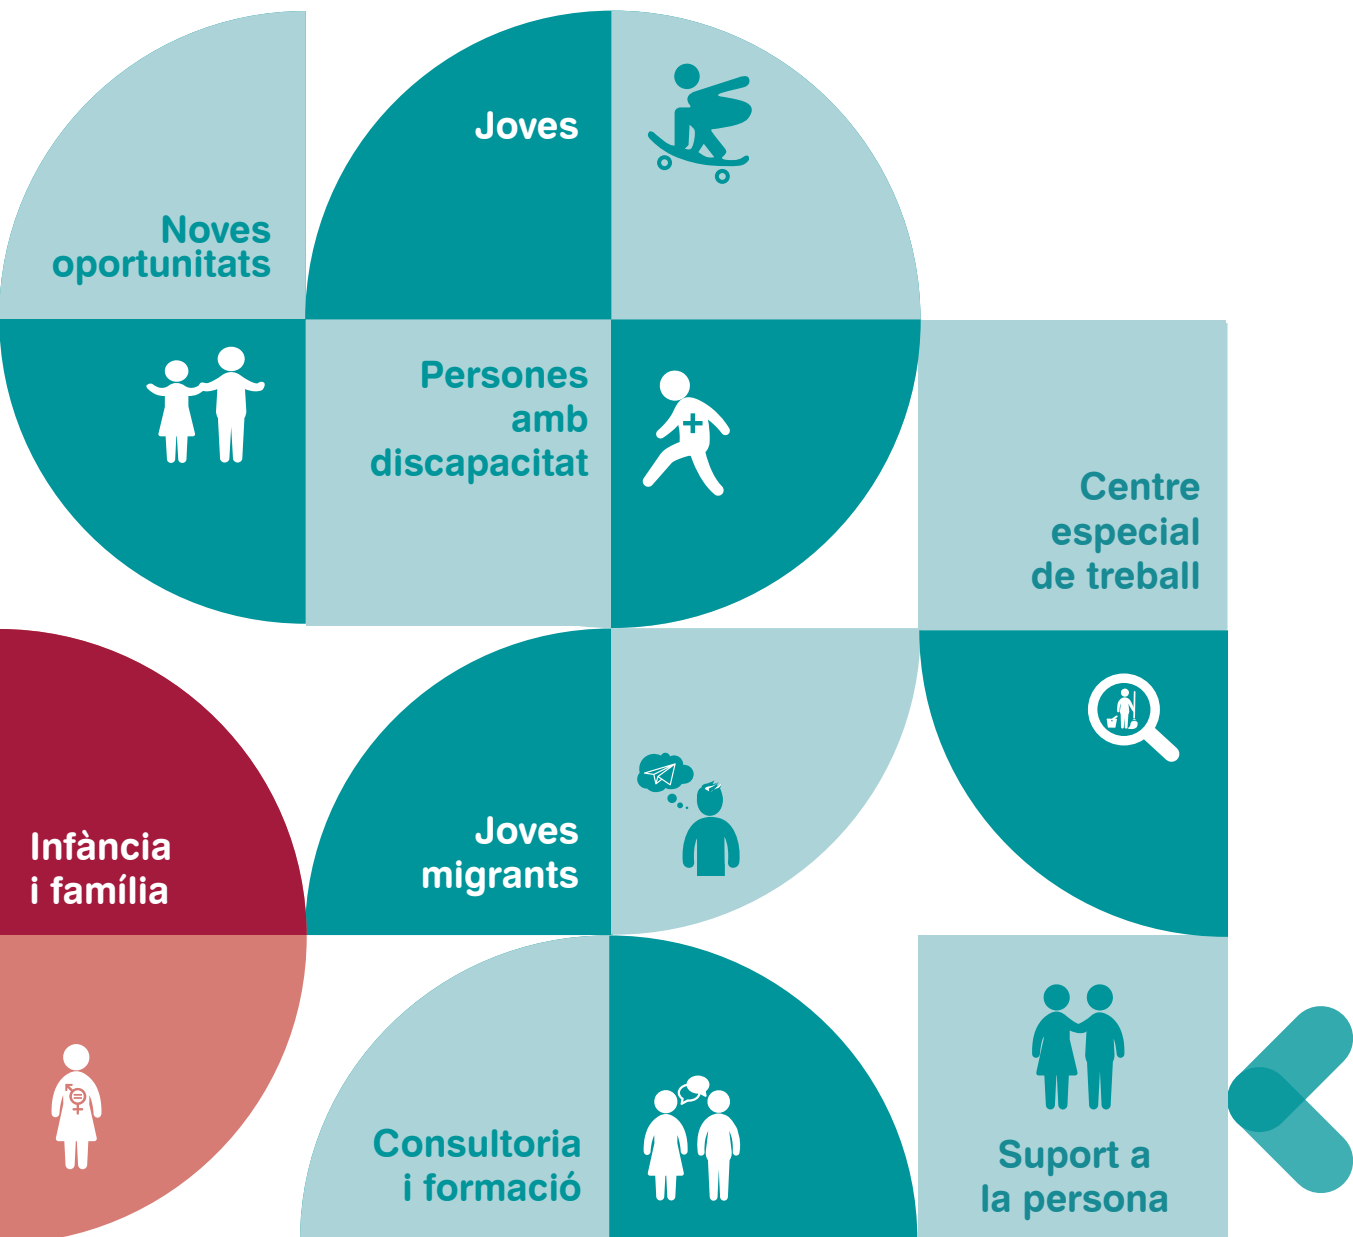 Joves
Noves
oportunitats
Persones
amb
discapacitat
Centre
especial
de treball
Infància
i família
Joves
migrants
Consultoria
i formació
Suport a
la persona